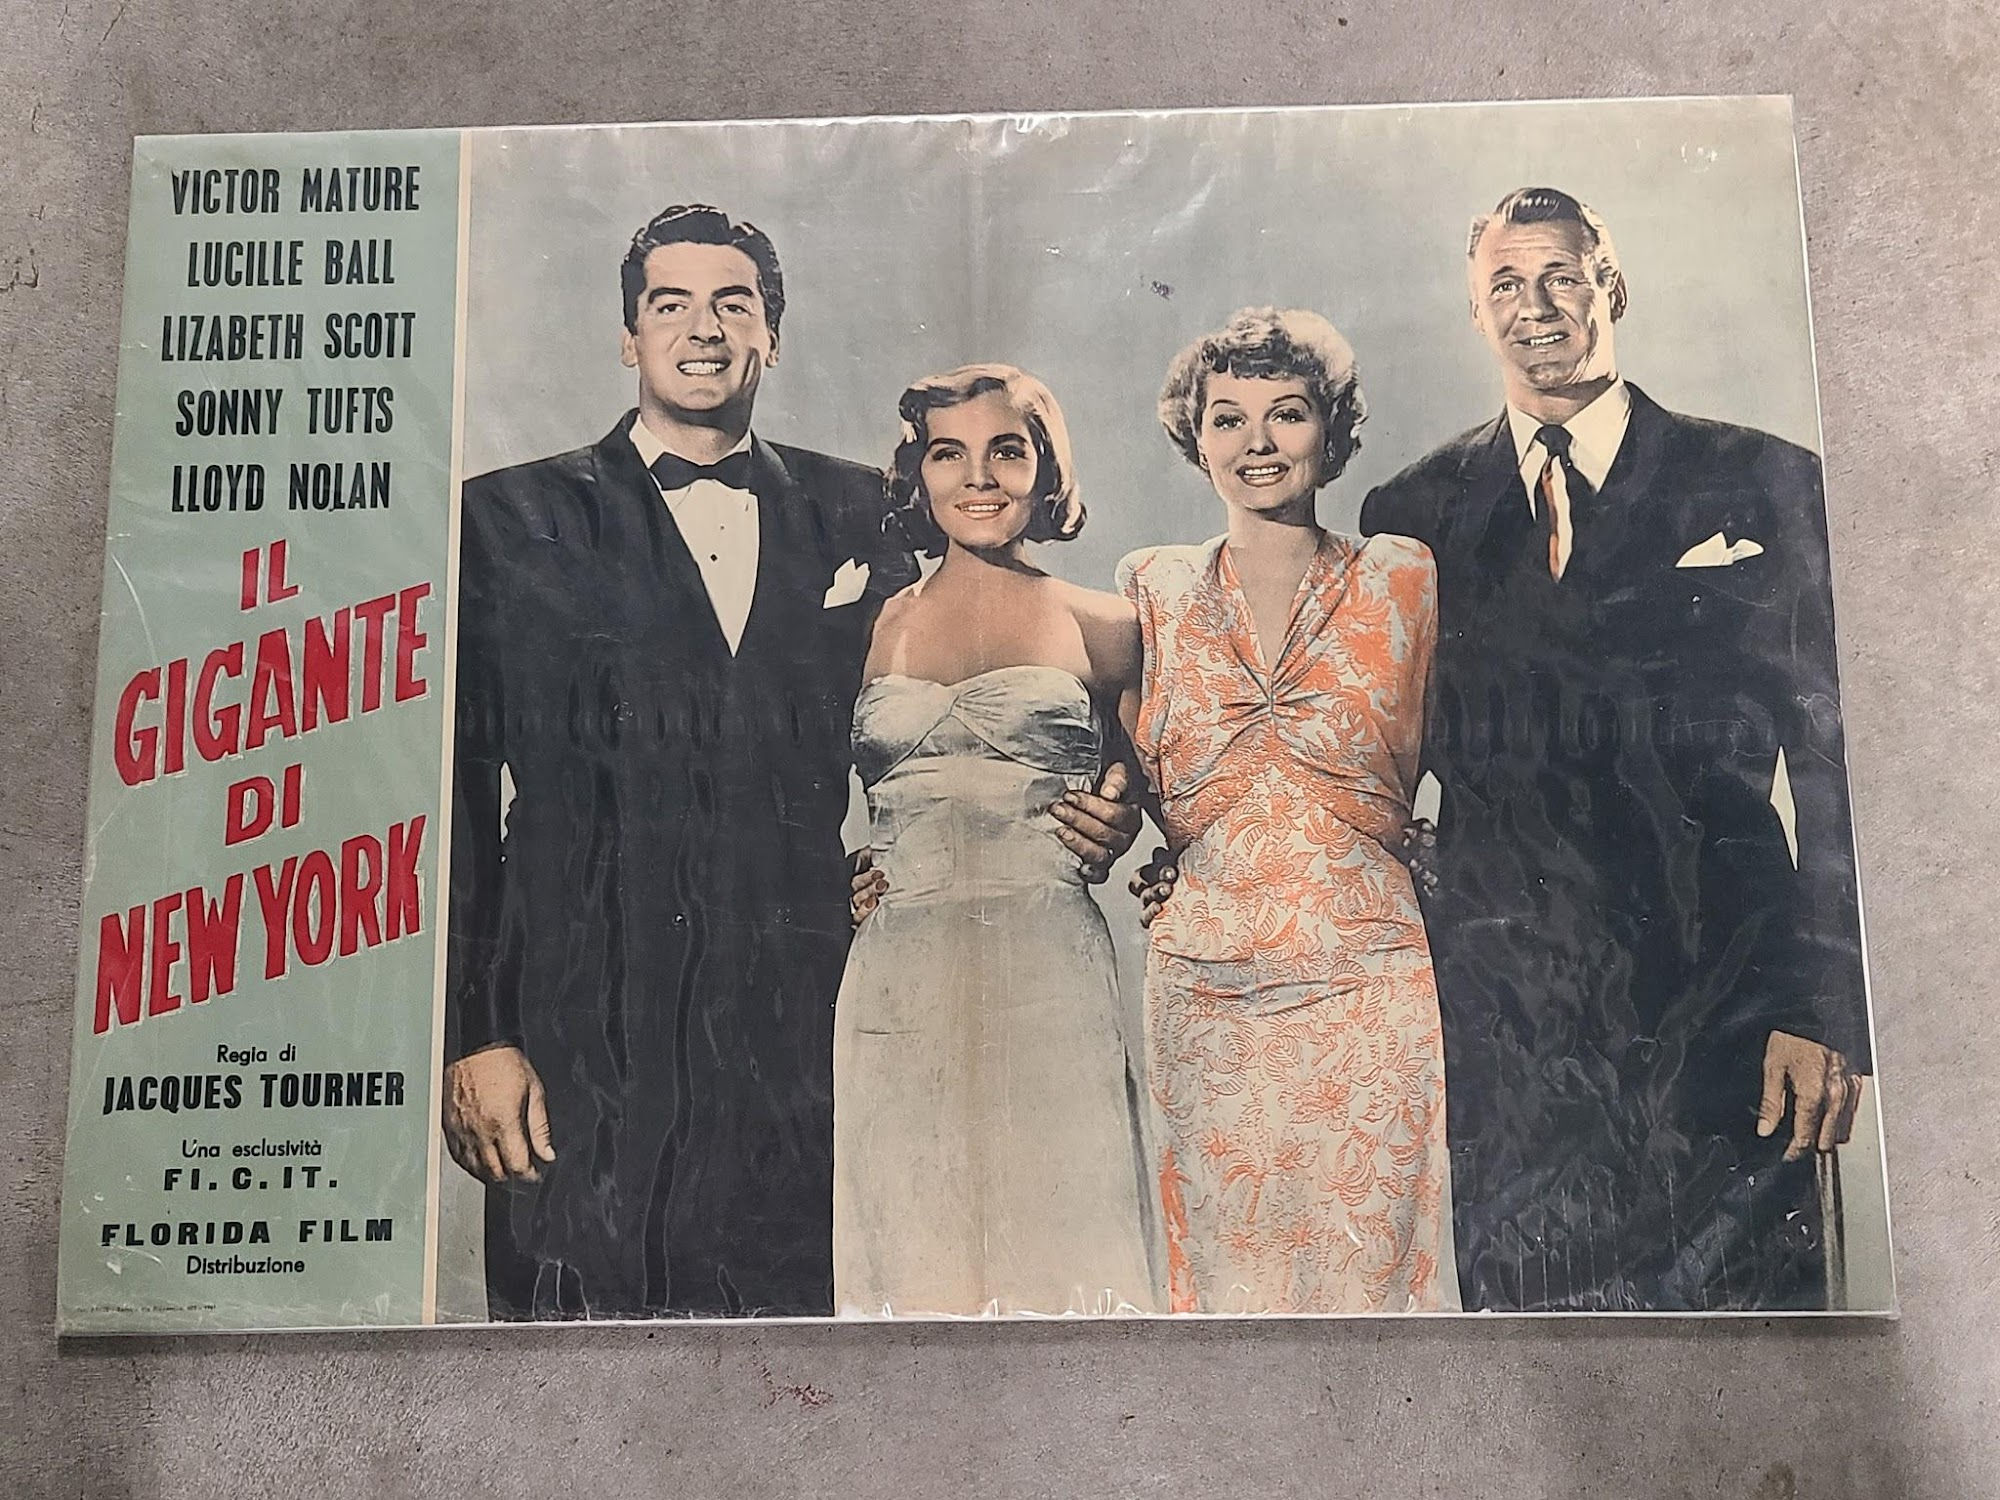 VICTOR MATURE
LUCILLE BALL
LIZABETH SCOTT
SONNY TUFTS
LLOYD NOLAN
IL
GIGANTE
DI
NEW YORK
Regia di
JACQUES TOURNER
Una esclusività
FI.C.IT.
FLORIDA FILM
Distribuzione